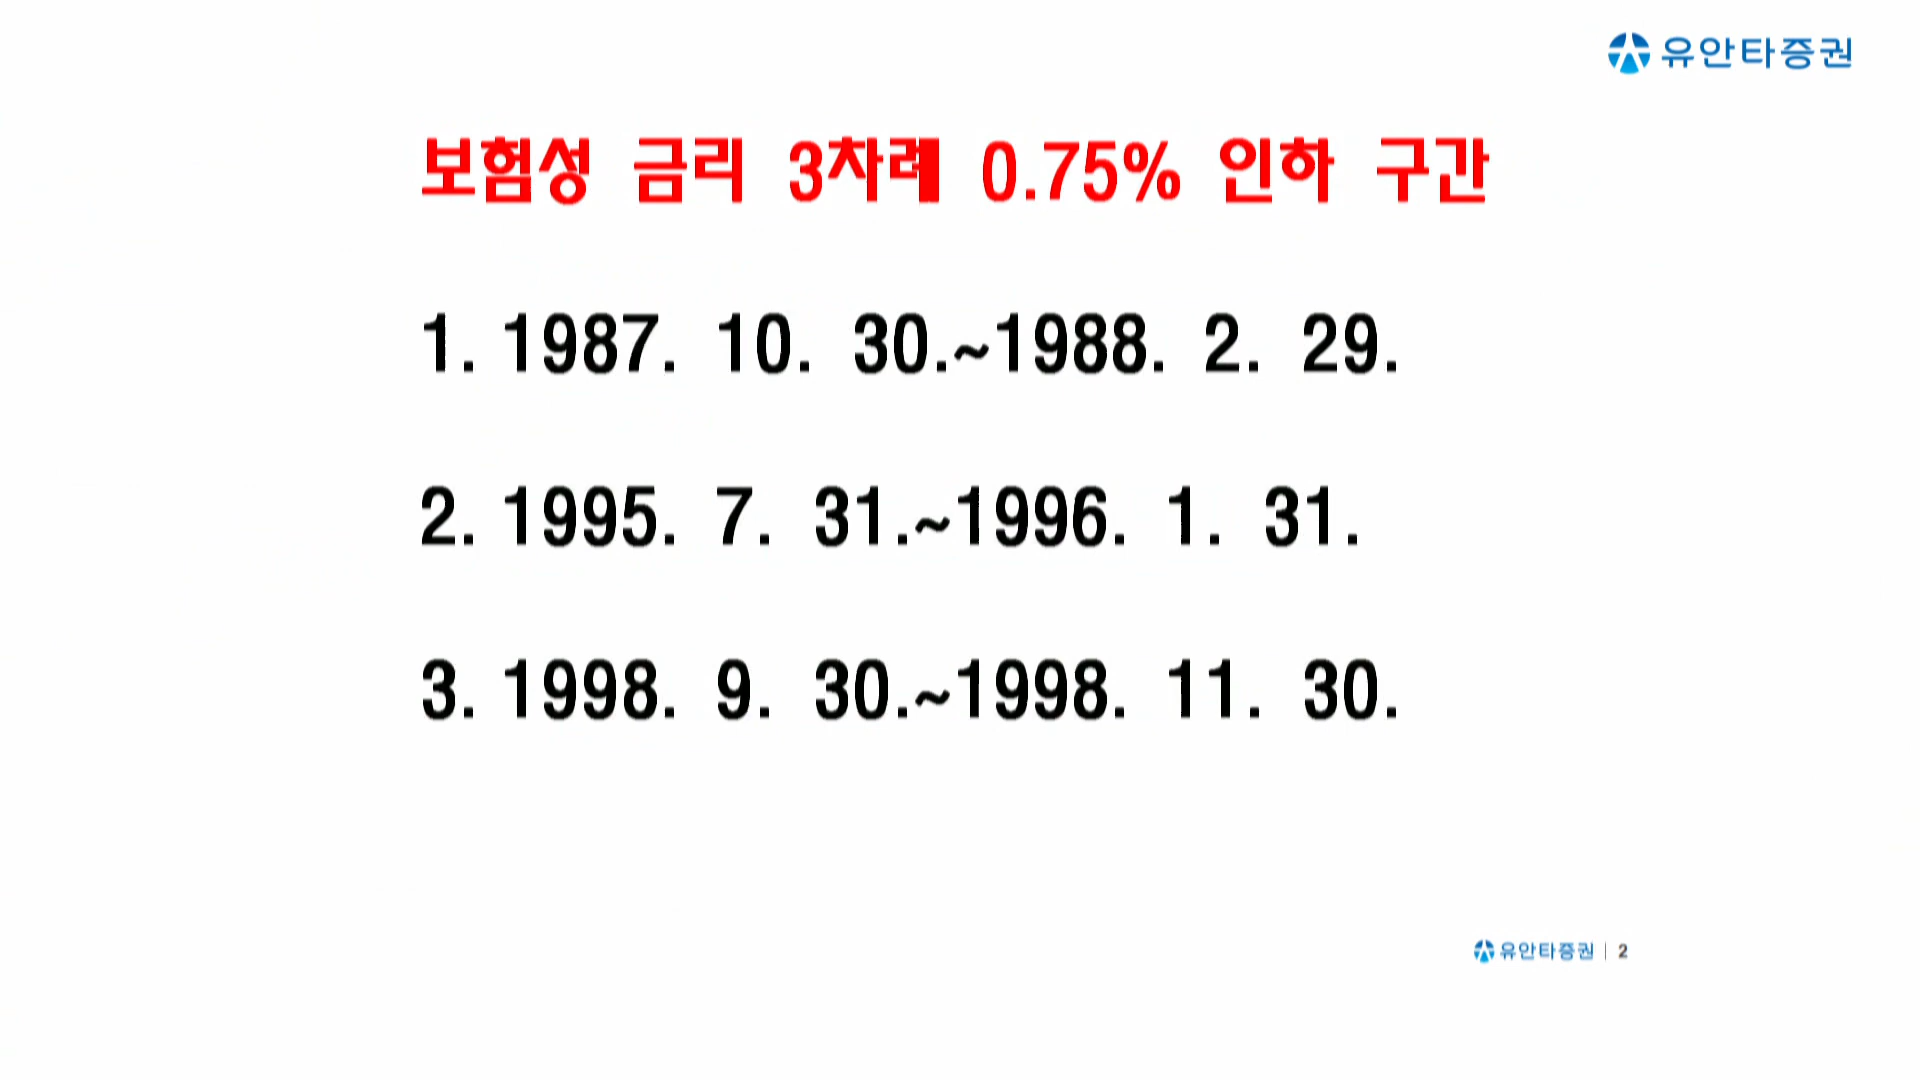 유안타증권
보험성 금리 3차례 0.75% 인하 구간
1. 1987. 10. 30.~1988. 2. 29.
2. 1995. 7. 31.~1996. 1. 31.
3. 1998. 9. 30.~1998. 11. 30.
유안타증권 | 2